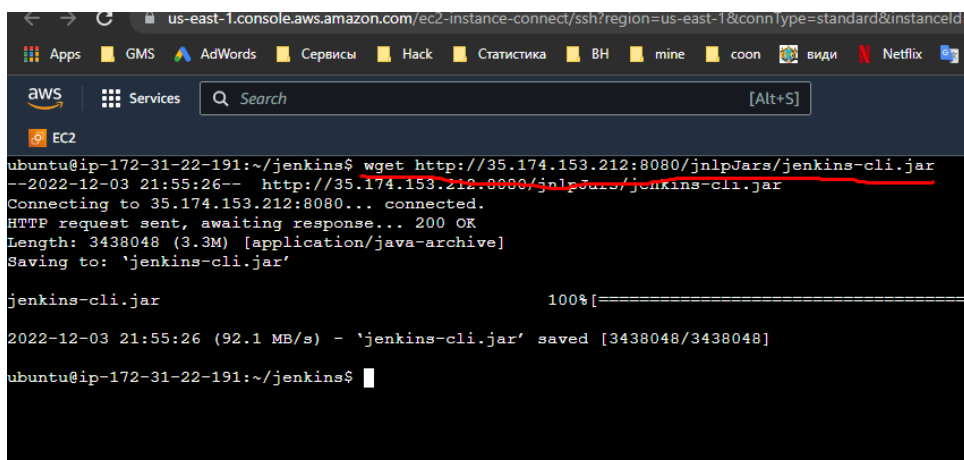 us-east-1.console.aws.amazon.com/ec2-instance-connect/ssh?region=us-east-1&connType=standard&instanceId
Apps GMS AdWords Сервисы Hack Статистика BH mine coon види Netflix
aws Services Search [Alt+S]
EC2
ubuntu@ip-172-31-22-191:~/jenkins$ wget http://35.174.153.212:8080/jnlpJars/jenkins-cli.jar
--2022-12-03 21:55:26--  http://35.174.153.212:8080/jnlpJars/jenkins-cli.jar
Connecting to 35.174.153.212:8080... connected.
HTTP request sent, awaiting response... 200 OK
Length: 3438048 (3.3M) [application/java-archive]
Saving to: ‘jenkins-cli.jar’
jenkins-cli.jar 100%[====================================
2022-12-03 21:55:26 (92.1 MB/s) - ‘jenkins-cli.jar’ saved [3438048/3438048]
ubuntu@ip-172-31-22-191:~/jenkins$